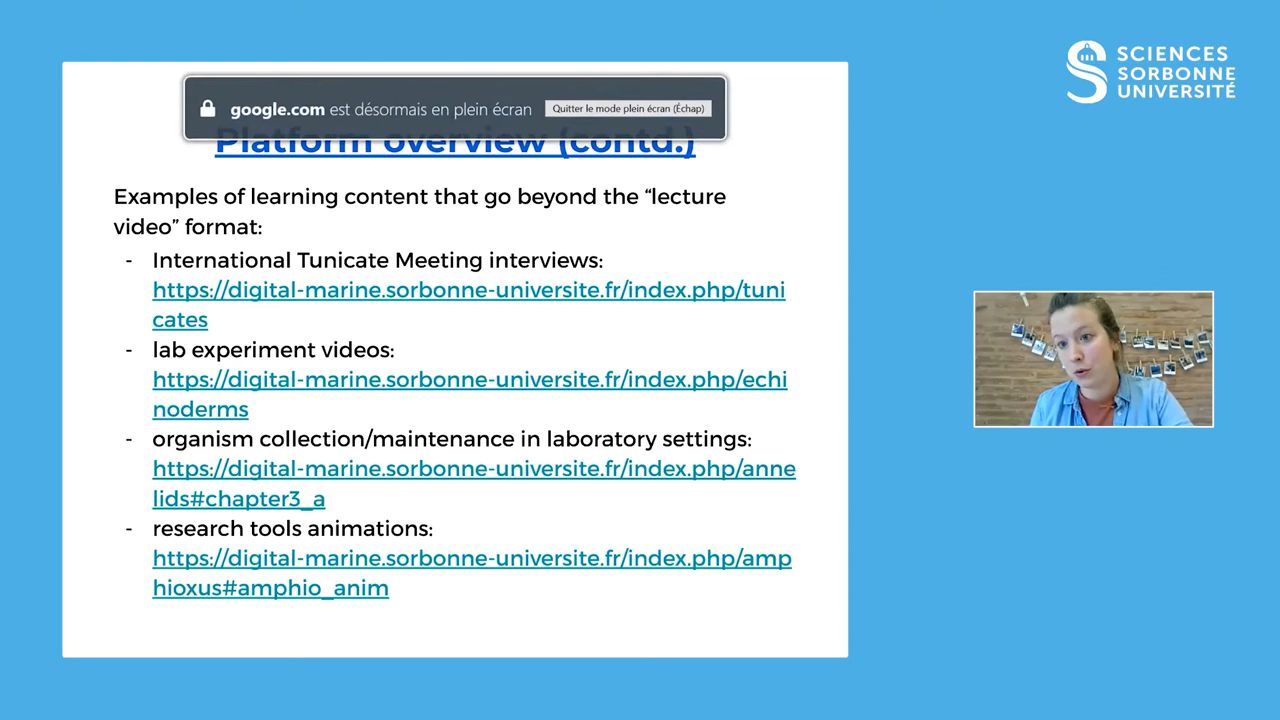 SCIENCES
SORBONNE
UNIVERSITÉ
google.com est désormais en plein écran Quitter le mode plein écran (Échap)
Platform overview (contd.)
Examples of learning content that go beyond the “lecture
video” format:
- International Tunicate Meeting interviews:
https://digital-marine.sorbonne-universite.fr/index.php/tuni
cates
- lab experiment videos:
https://digital-marine.sorbonne-universite.fr/index.php/echi
noderms
- organism collection/maintenance in laboratory settings:
https://digital-marine.sorbonne-universite.fr/index.php/anne
lids#chapter3_a
- research tools animations:
https://digital-marine.sorbonne-universite.fr/index.php/amp
hioxus#amphio_anim